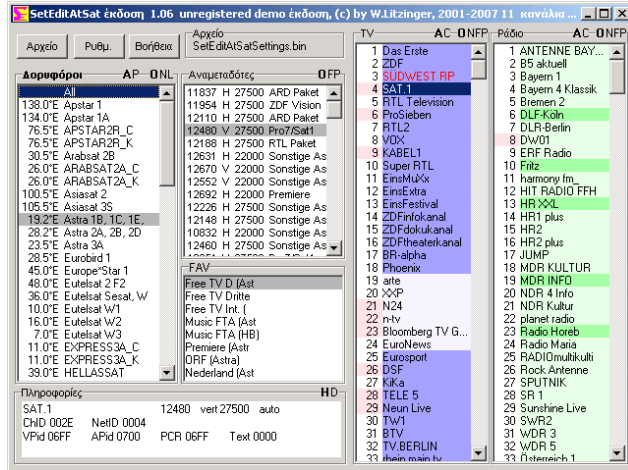 SetEditAtSat έκδοση 1.06 unregistered demo έκδοση, (c) by W.Litzinger, 2001-2007 11 κανάλια ...
Αρχείο
Ρυθμ.
Βοήθεια
Αρχείο
SetEditAtSatSettings.bin
Δορυφόροι AP ONL
All
138.0°E Apstar 1
134.0°E Apstar 1A
76.5°E APSTAR2R_C
76.5°E APSTAR2R_K
30.5°E Arabsat 2B
26.0°E ARABSAT2A_C
26.0°E ARABSAT2A_K
100.5°E Asiasat 2
105.5°E Asiasat 3S
19.2°E Astra 1B, 1C, 1E,
28.2°E Astra 2A, 2B, 2D
23.5°E Astra 3A
28.5°E Eurobird 1
45.0°E Europe*Star 1
48.0°E Eutelsat 2 F2
36.0°E Eutelsat Sesat, W
10.0°E Eutelsat W1
16.0°E Eutelsat W2
7.0°E Eutelsat W3
11.0°E EXPRESS3A_C
11.0°E EXPRESS3A_K
39.0°E HELLASSAT
Αναμεταδότες OFP
11837 H 27500 ARD Paket
11954 H 27500 ZDF Vision
12110 H 27500 ARD Paket
12480 V 27500 Pro7/Sat1
12188 H 27500 RTL Paket
12631 H 22000 Sonstige As
12670 V 22000 Sonstige As
12552 V 22000 Sonstige As
12692 H 22000 Premiere
12226 H 27500 Sonstige As
12148 H 27500 Sonstige As
10832 H 22000 Sonstige As
12460 H 27500 Sonstige As
FAV
Free TV D (Ast
Free TV Dritte
Free TV Int. (
Music FTA (Ast
Music FTA (HB)
Premiere (Astr
ORF (Astra)
Nederland (Ast
Πληροφορίες HD-
SAT.1 12480 vert 27500 auto
ChID 002E NetID 0004
VPid 06FF APid 0700 PCR 06FF Text 0000
TV AC-ONFP
1 Das Erste
2 ZDF
3 SÜDWEST RP
4 SAT.1
5 RTL Television
6 ProSieben
7 RTL2
8 VOX
9 KABEL1
10 Super RTL
11 EinsMuXx
12 EinsExtra
13 EinsFestival
14 ZDFinfokanal
15 ZDFdokukanal
16 ZDFtheaterkanal
17 BR-alpha
18 Phoenix
19 arte
20 XXP
21 N24
22 n-tv
23 Bloomberg TV G...
24 EuroNews
25 Eurosport
26 DSF
27 KiKa
28 TELE 5
29 Neun Live
30 TW1
31 BTV
32 TV.BERLIN
33 rhein main tv
Ράδιο AC-ONFP
1 ANTENNE BAY...
2 B5 aktuell
3 Bayern 1
4 Bayern 4 Klassik
5 Bremen 2
6 DLF-Köln
7 DLR-Berlin
8 DW01
9 ERF Radio
10 Fritz
11 harmony fm_
12 HIT RADIO FFH
13 HR XXL
14 HR1 plus
15 HR2
16 HR2 plus
17 JUMP
18 MDR KULTUR
19 MDR INFO
20 NDR 4 Info
21 NDR Kultur
22 planet radio
23 Radio Horeb
24 Radio Maria
25 RADIOmultikulti
26 Rock Antenne
27 SPUTNIK
28 SR 1
29 Sunshine Live
30 SWR2
31 WDR 3
32 WDR 5
33 Österreich 1